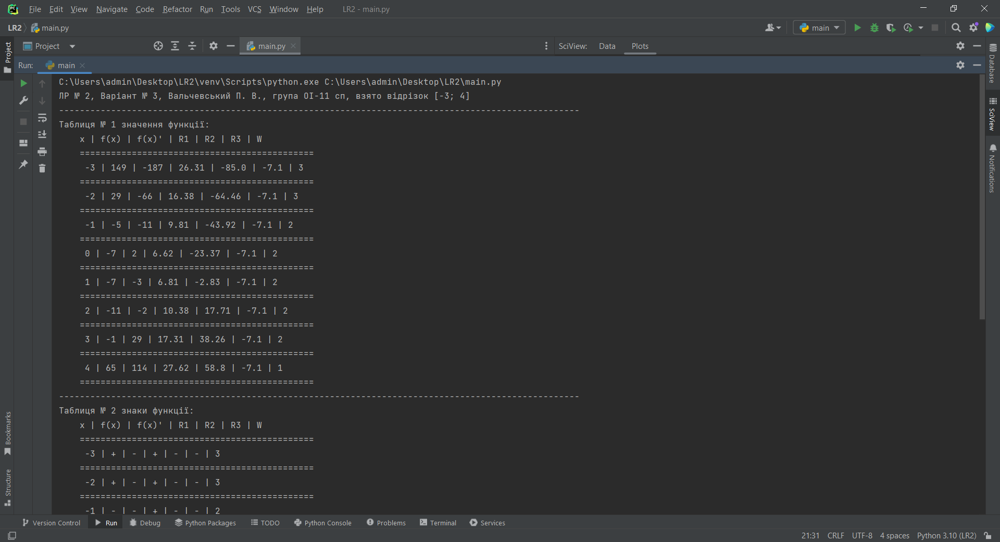 File Edit View Navigate Code Refactor Run Tools VCS Window Help LR2 - main.py
LR2 main.py main
Project main.py SciView: Data Plots
Run: main
C:\Users\admin\Desktop\LR2\venv\Scripts\python.exe C:\Users\admin\Desktop\LR2\main.py
ЛР № 2, Варіант № 3, Вальчевський П. В., група ОІ-11 сп, взято відрізок [-3; 4]
----------------------------------------------------------------------------------------------------
Таблиця № 1 значення функції:
x | f(x) | f(x)' | R1 | R2 | R3 | W
=============================================
-3 | 149 | -187 | 26.31 | -85.0 | -7.1 | 3
=============================================
-2 | 29 | -66 | 16.38 | -64.46 | -7.1 | 3
=============================================
-1 | -5 | -11 | 9.81 | -43.92 | -7.1 | 2
=============================================
0 | -7 | 2 | 6.62 | -23.37 | -7.1 | 2
=============================================
1 | -7 | -3 | 6.81 | -2.83 | -7.1 | 2
=============================================
2 | -11 | -2 | 10.38 | 17.71 | -7.1 | 2
=============================================
3 | -1 | 29 | 17.31 | 38.26 | -7.1 | 2
=============================================
4 | 65 | 114 | 27.62 | 58.8 | -7.1 | 1
=============================================
----------------------------------------------------------------------------------------------------
Таблиця № 2 знаки функції:
x | f(x) | f(x)' | R1 | R2 | R3 | W
=============================================
-3 | + | - | + | - | - | 3
=============================================
-2 | + | - | + | - | - | 3
=============================================
-1 | - | - | + | - | - | 2
Project
Bookmarks
Structure
Database
SciView
Notifications
Version Control Run Debug Python Packages TODO Python Console Problems Terminal Services
21:31 CRLF UTF-8 4 spaces Python 3.10 (LR2)